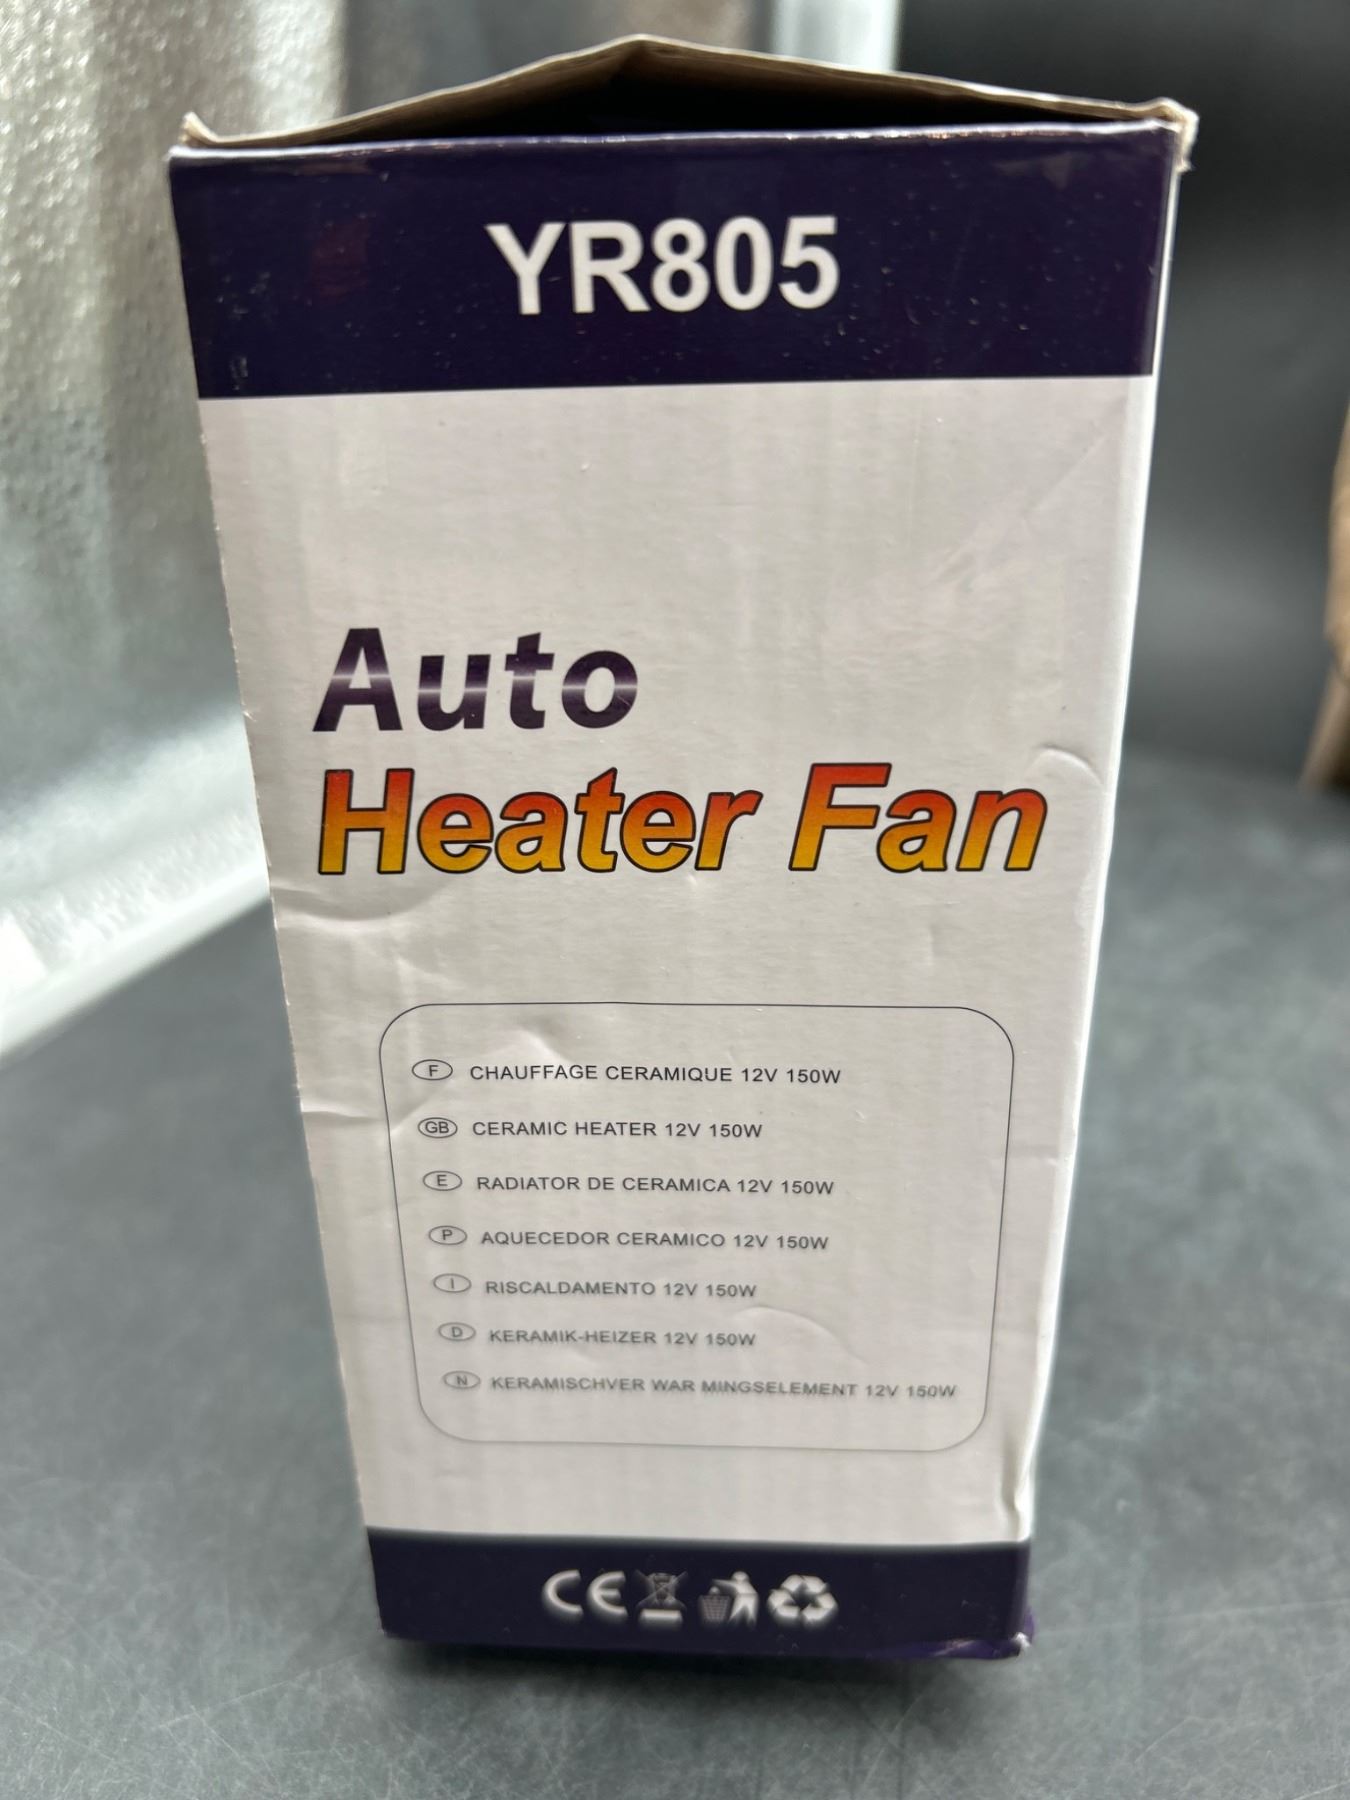 YR805
Auto
Heater Fan
F CHAUFFAGE CERAMIQUE 12V 150W
GB CERAMIC HEATER 12V 150W
E RADIATOR DE CERAMICA 12V 150W
P AQUECEDOR CERAMICO 12V 150W
I RISCALDAMENTO 12V 150W
D KERAMIK-HEIZER 12V 150W
N KERAMISCHVER WAR MINGSELEMENT 12V 150W
CE